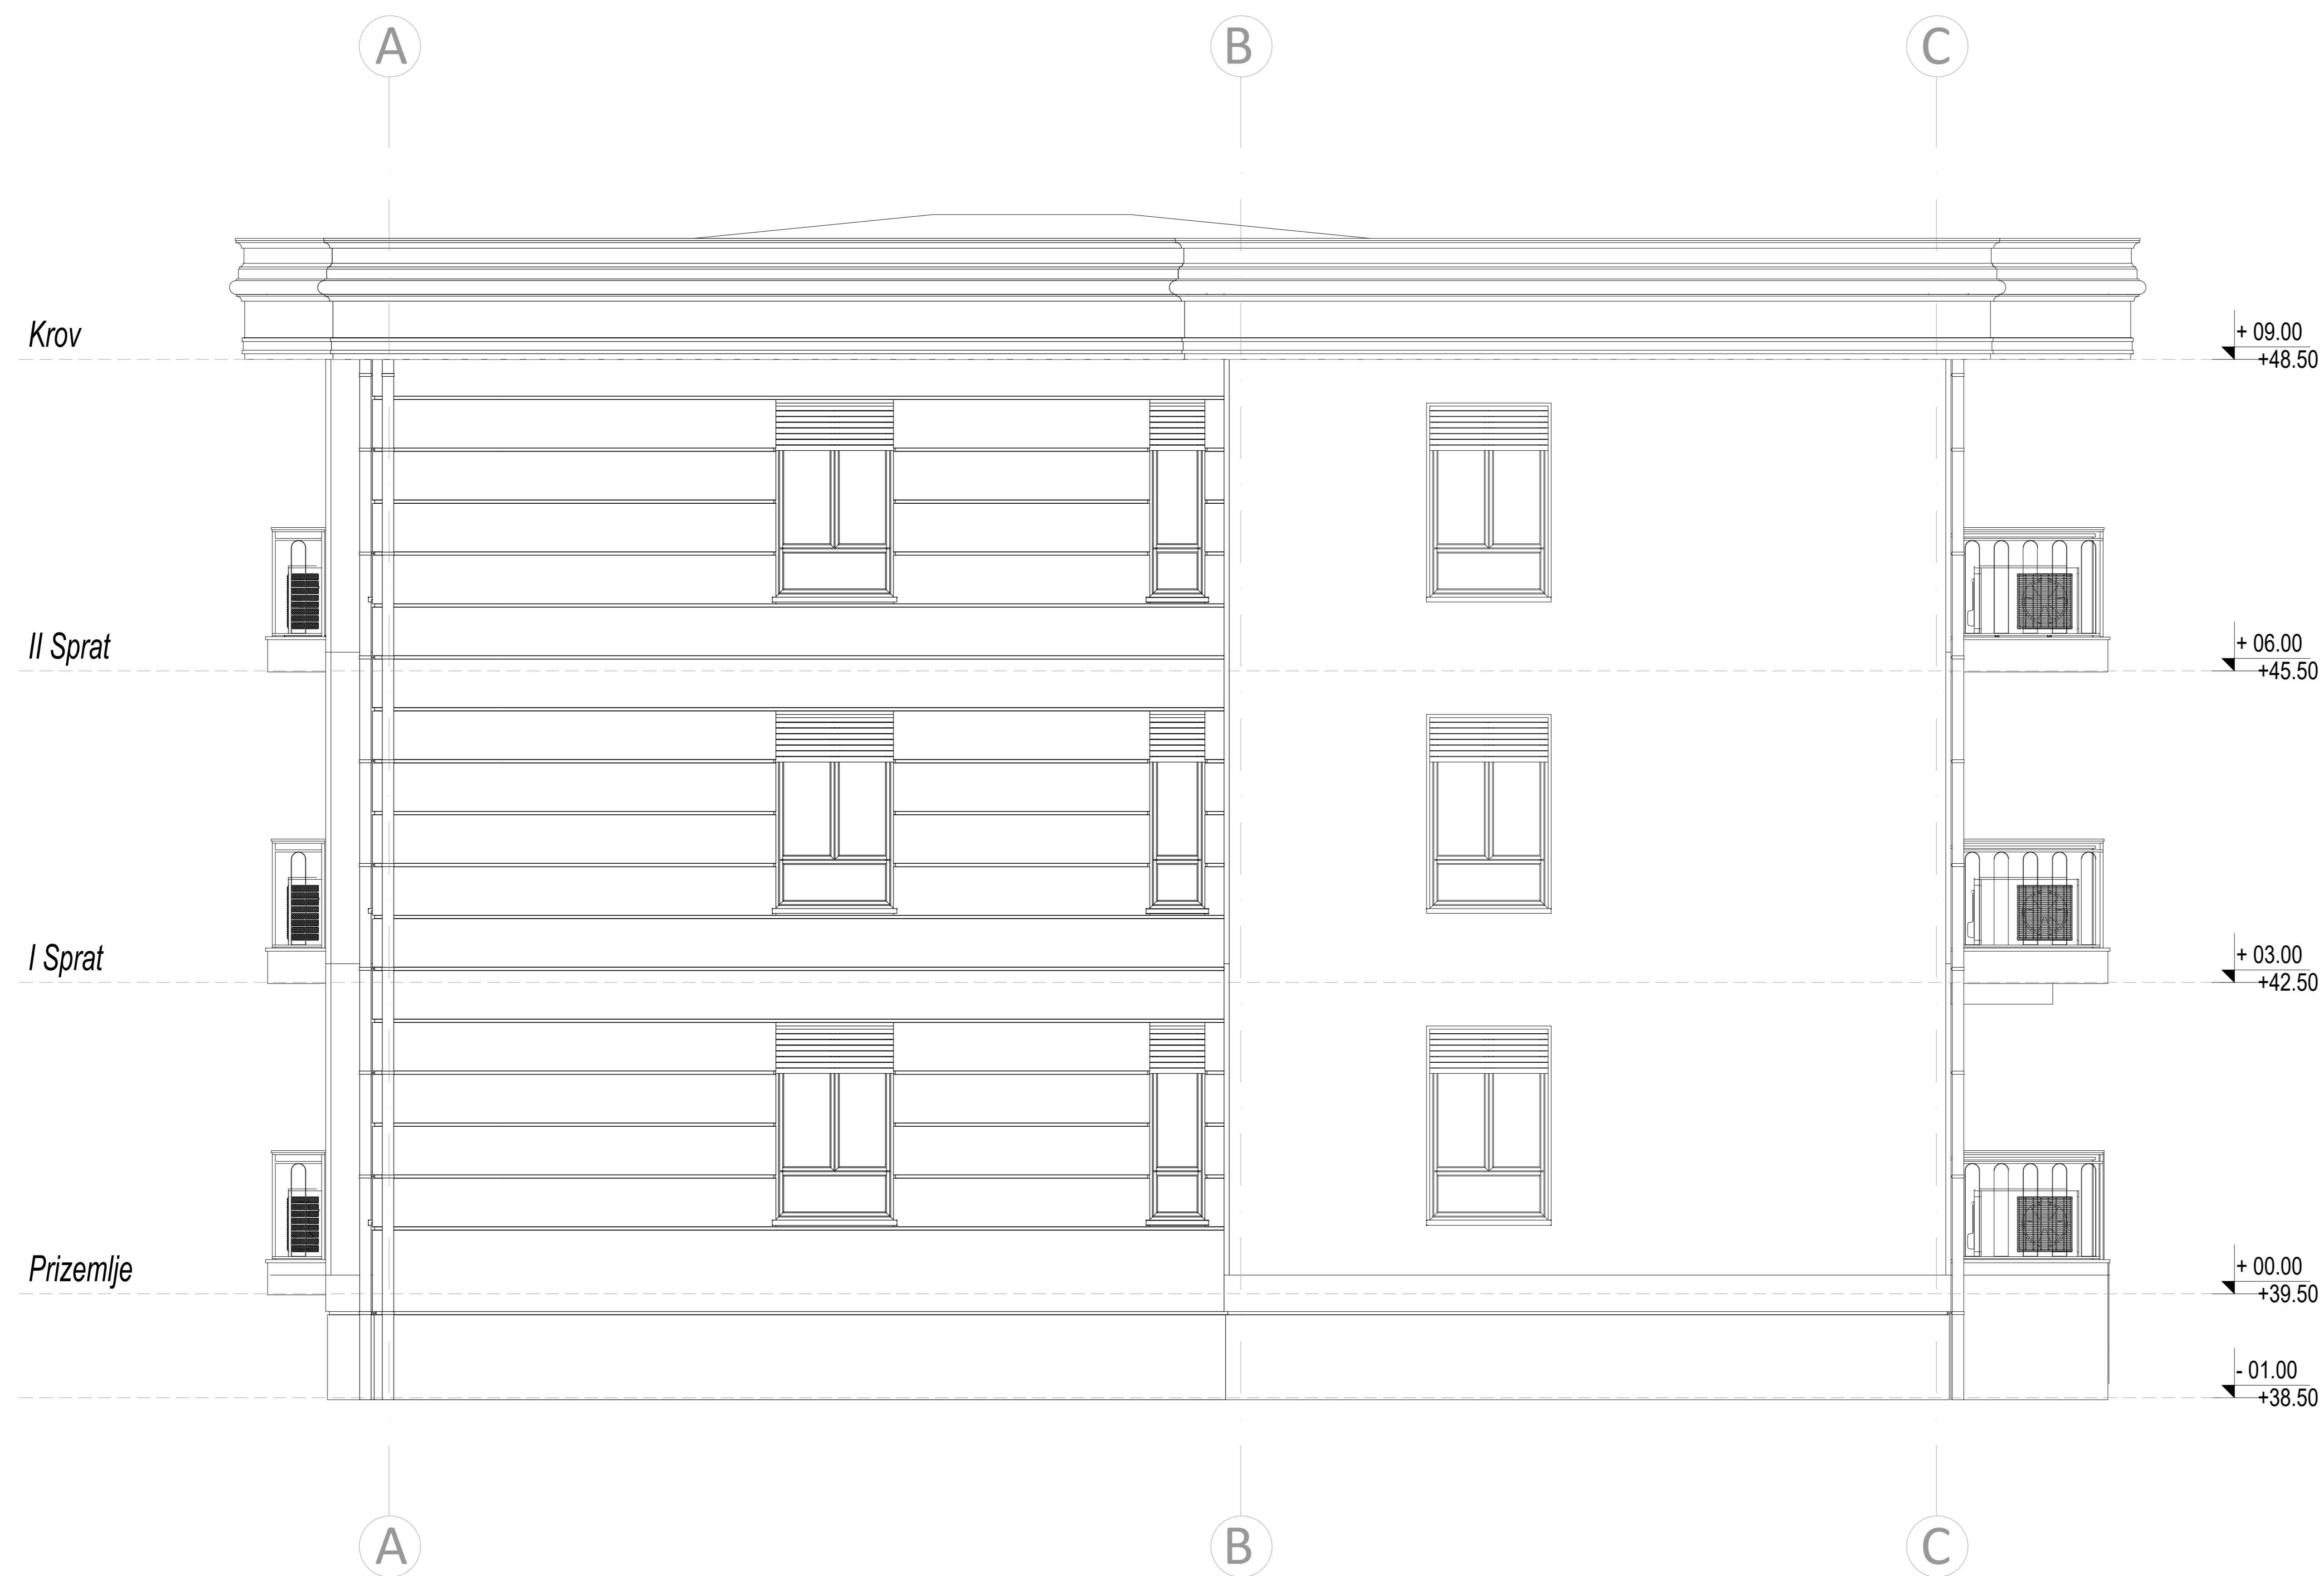 A
B
C
Krov
+ 09.00
+48.50
II Sprat
+ 06.00
+45.50
I Sprat
+ 03.00
+42.50
Prizemlje
+ 00.00
+39.50
- 01.00
+38.50
A
B
C